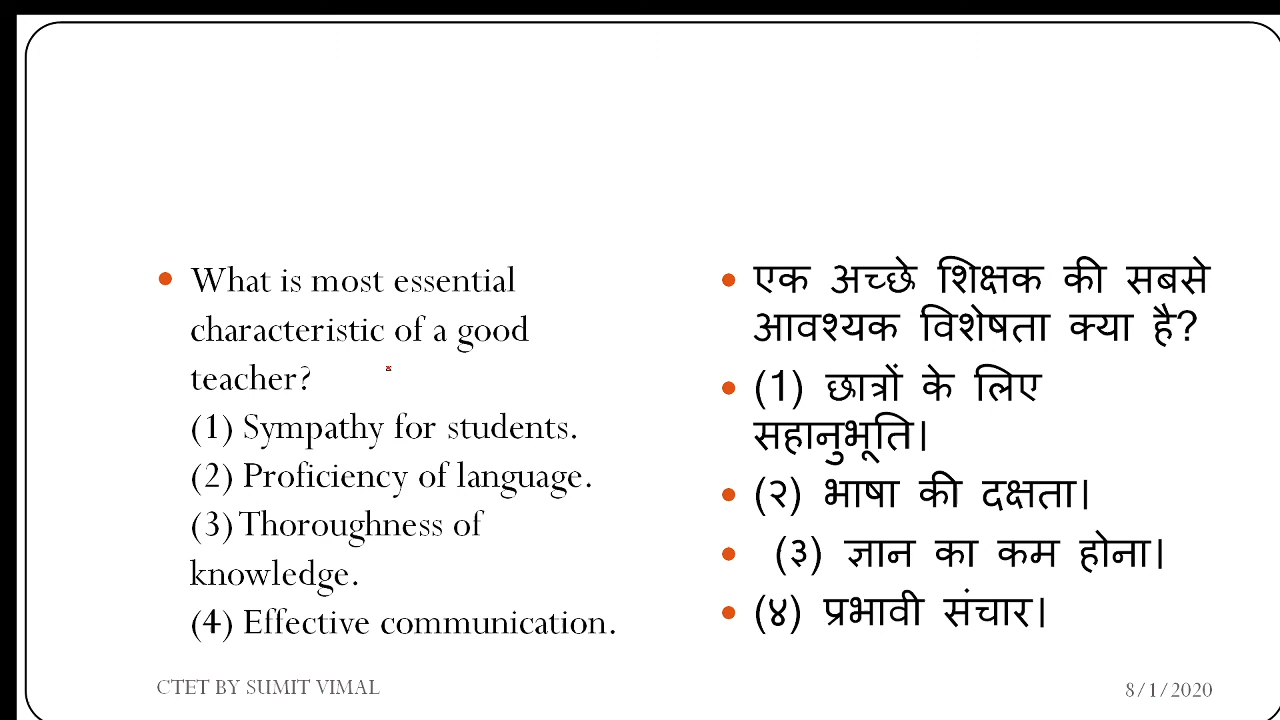 What is most essential
characteristic of a good
teacher?
(1) Sympathy for students.
(2) Proficiency of language.
(3) Thoroughness of
knowledge.
(4) Effective communication.
एक अच्छे शिक्षक की सबसे
आवश्यक विशेषता क्या है?
(1) छात्रों के लिए
सहानुभूति।
(२) भाषा की दक्षता।
(३) ज्ञान का कम होना।
(४) प्रभावी संचार।
CTET BY SUMIT VIMAL
8/1/2020